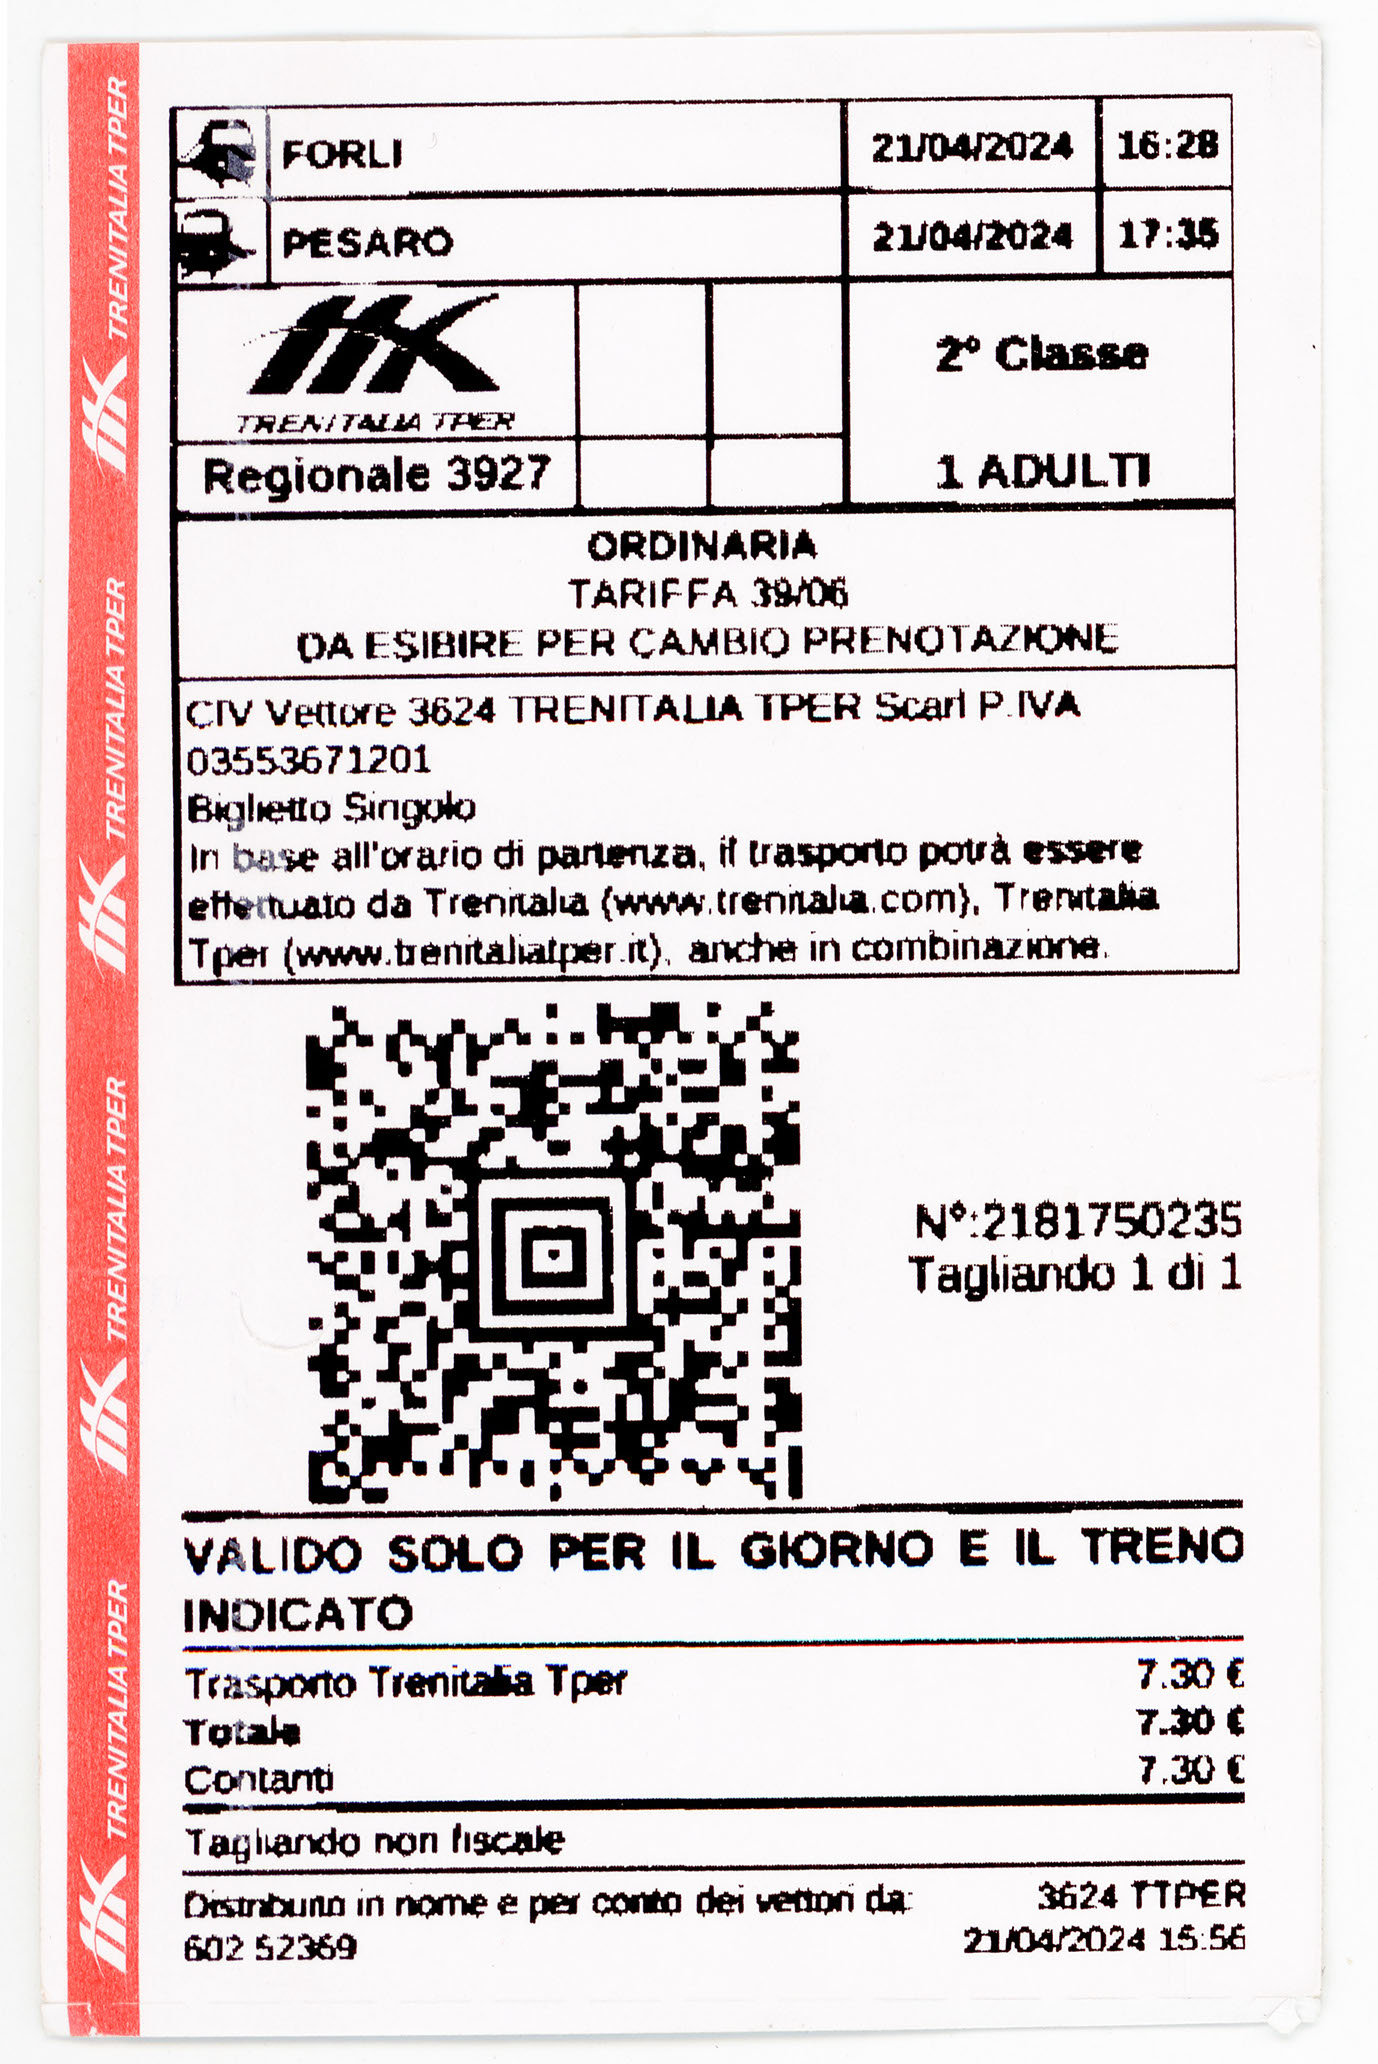 FORLI 21/04/2024 16:28
PESARO 21/04/2024 17:35
TRENITALIA TPER
2° Classe
Regionale 3927
1 ADULTI
ORDINARIA
TARIFFA 39/06
DA ESIBIRE PER CAMBIO PRENOTAZIONE
CIV Vettore 3624 TRENITALIA TPER Scarl P.IVA
03553671201
Biglietto Singolo
In base all'orario di partenza, il trasporto potrà essere
effettuato da Trenitalia (www.trenitalia.com), Trenitalia
Tper (www.trenitaliatper.it), anche in combinazione.
N°:2181750235
Tagliando 1 di 1
VALIDO SOLO PER IL GIORNO E IL TRENO
INDICATO
Trasporto Trenitalia Tper 7.30 €
Totale 7.30 €
Contanti 7.30 €
Tagliando non fiscale
Distribuito in nome e per conto dei vettori da: 3624 TTPER
602 52369 21/04/2024 15:56
TRENITALIA TPER
TRENITALIA TPER
TRENITALIA TPER
TRENITALIA TPER